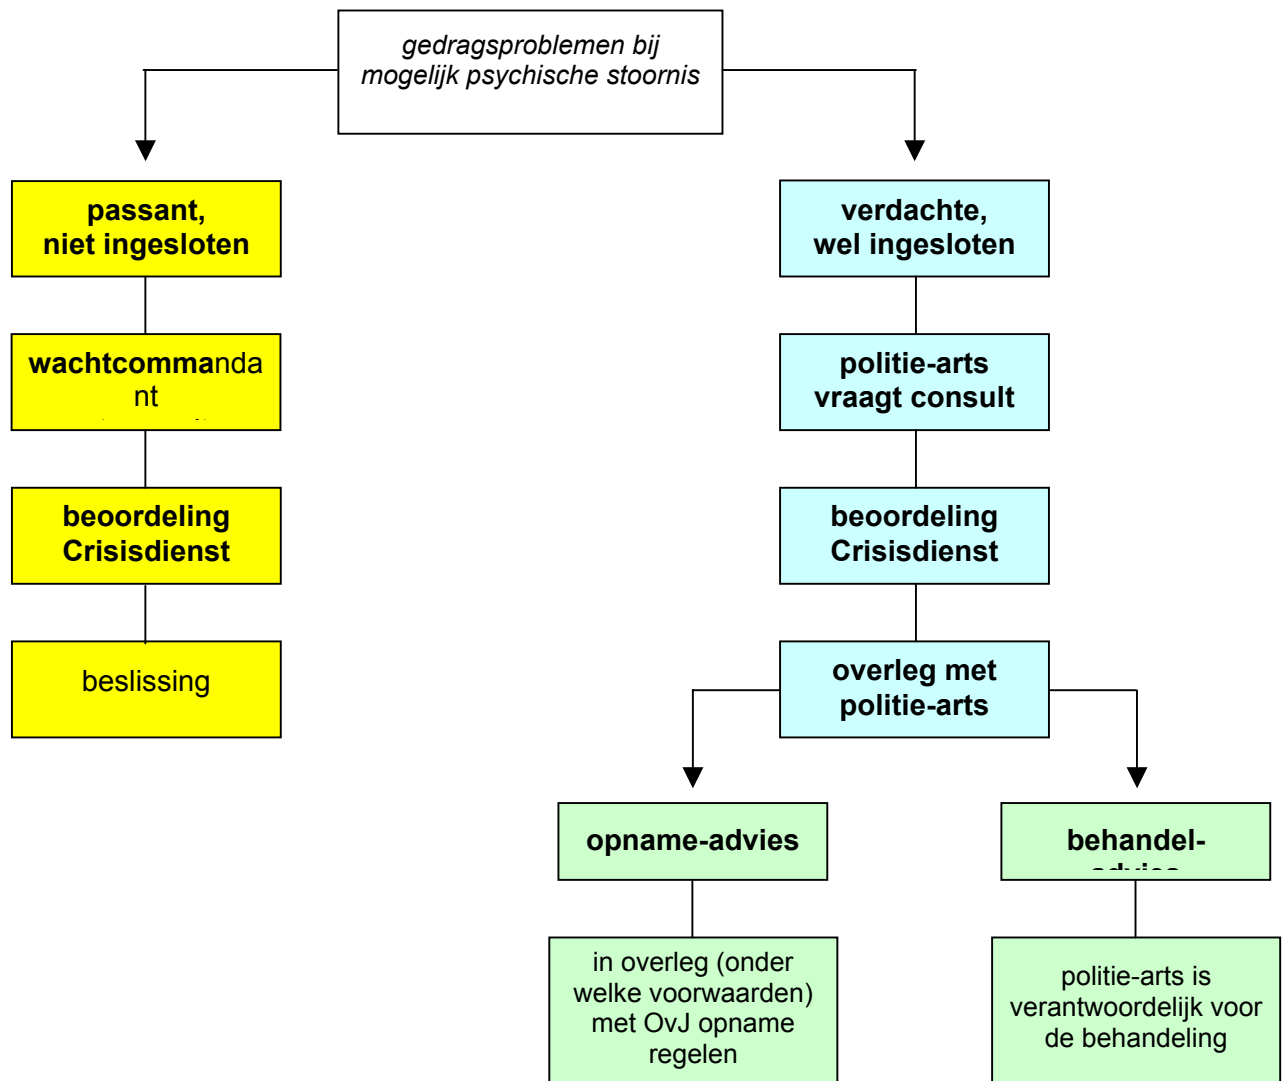 gedragsproblemen bij
mogelijk psychische stoornis
passant,
niet ingesloten
wachtcommanda
nt
beoordeling
Crisisdienst
beslissing
verdachte,
wel ingesloten
politie-arts
vraagt consult
beoordeling
Crisisdienst
overleg met
politie-arts
opname-advies
in overleg (onder
welke voorwaarden)
met OvJ opname
regelen
behandel-
advies
politie-arts is
verantwoordelijk voor
de behandeling